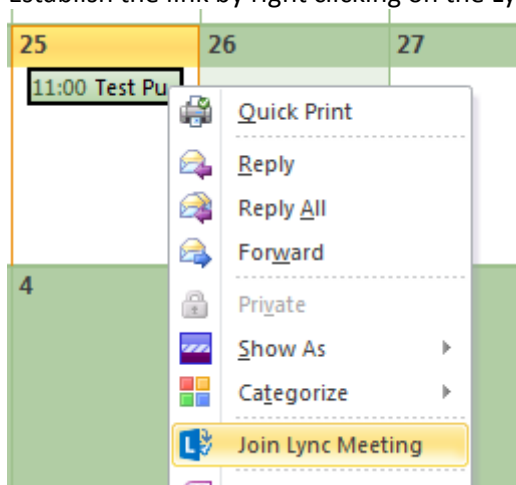 Establish the link by right clicking on the Ly
25 26 27
11:00 Test Pu
Quick Print
Reply
Reply All
Forward
4
Private
Show As
Categorize
Join Lync Meeting